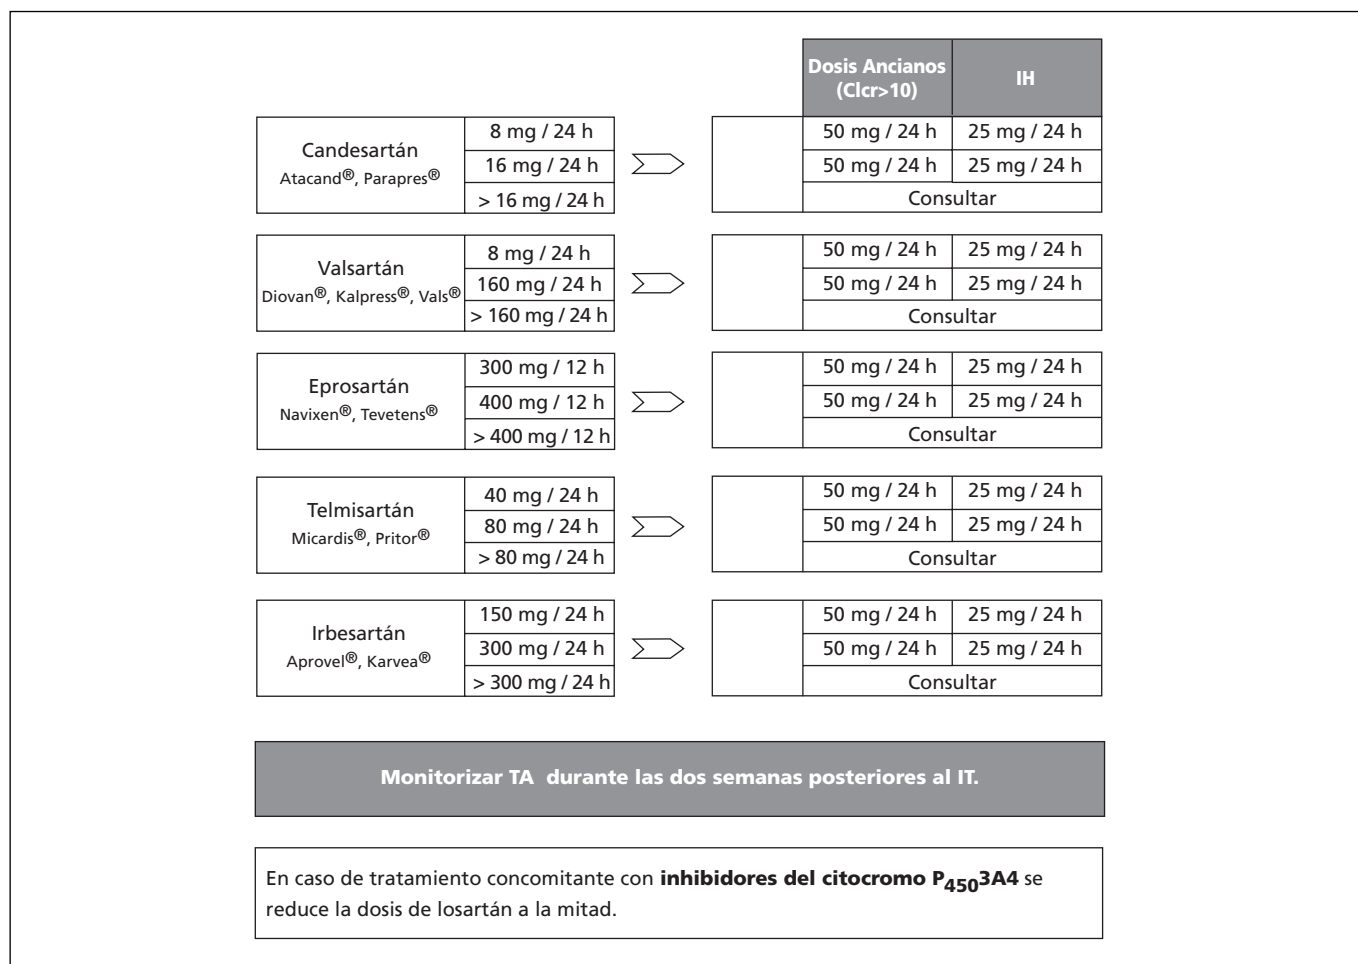 Dosis Ancianos
(Clcr>10)
IH
Candesartán
Atacand®, Parapres®
8 mg / 24 h
16 mg / 24 h
> 16 mg / 24 h
50 mg / 24 h
25 mg / 24 h
50 mg / 24 h
25 mg / 24 h
Consultar
Valsartán
Diovan®, Kalpress®, Vals®
8 mg / 24 h
160 mg / 24 h
> 160 mg / 24 h
50 mg / 24 h
25 mg / 24 h
50 mg / 24 h
25 mg / 24 h
Consultar
Eprosartán
Navixen®, Tevetens®
300 mg / 12 h
400 mg / 12 h
> 400 mg / 12 h
50 mg / 24 h
25 mg / 24 h
50 mg / 24 h
25 mg / 24 h
Consultar
Telmisartán
Micardis®, Pritor®
40 mg / 24 h
80 mg / 24 h
> 80 mg / 24 h
50 mg / 24 h
25 mg / 24 h
50 mg / 24 h
25 mg / 24 h
Consultar
Irbesartán
Aprovel®, Karvea®
150 mg / 24 h
300 mg / 24 h
> 300 mg / 24 h
50 mg / 24 h
25 mg / 24 h
50 mg / 24 h
25 mg / 24 h
Consultar
Monitorizar TA durante las dos semanas posteriores al IT.
En caso de tratamiento concomitante con inhibidores del citocromo P4503A4 se
reduce la dosis de losartán a la mitad.